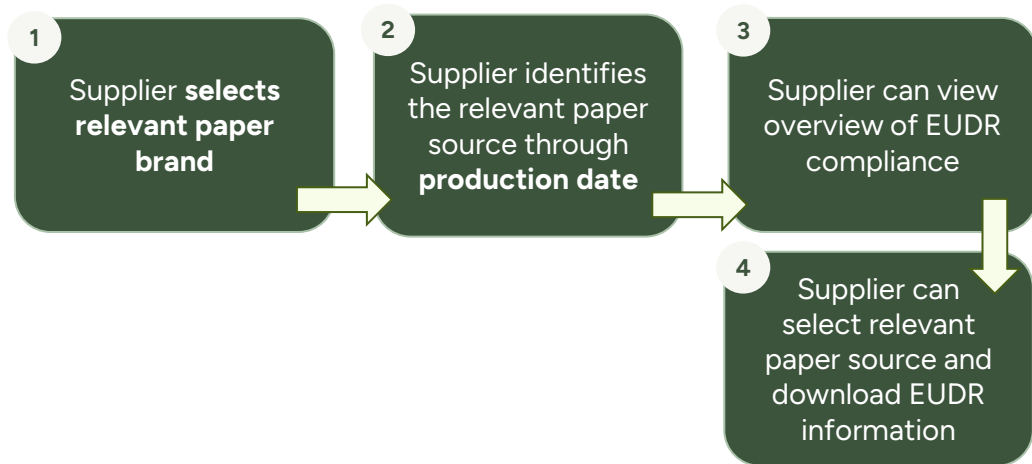 1
Supplier selects
relevant paper
brand
2
Supplier identifies
the relevant paper
source through
production date
3
Supplier can view
overview of EUDR
compliance
4
Supplier can
select relevant
paper source and
download EUDR
information